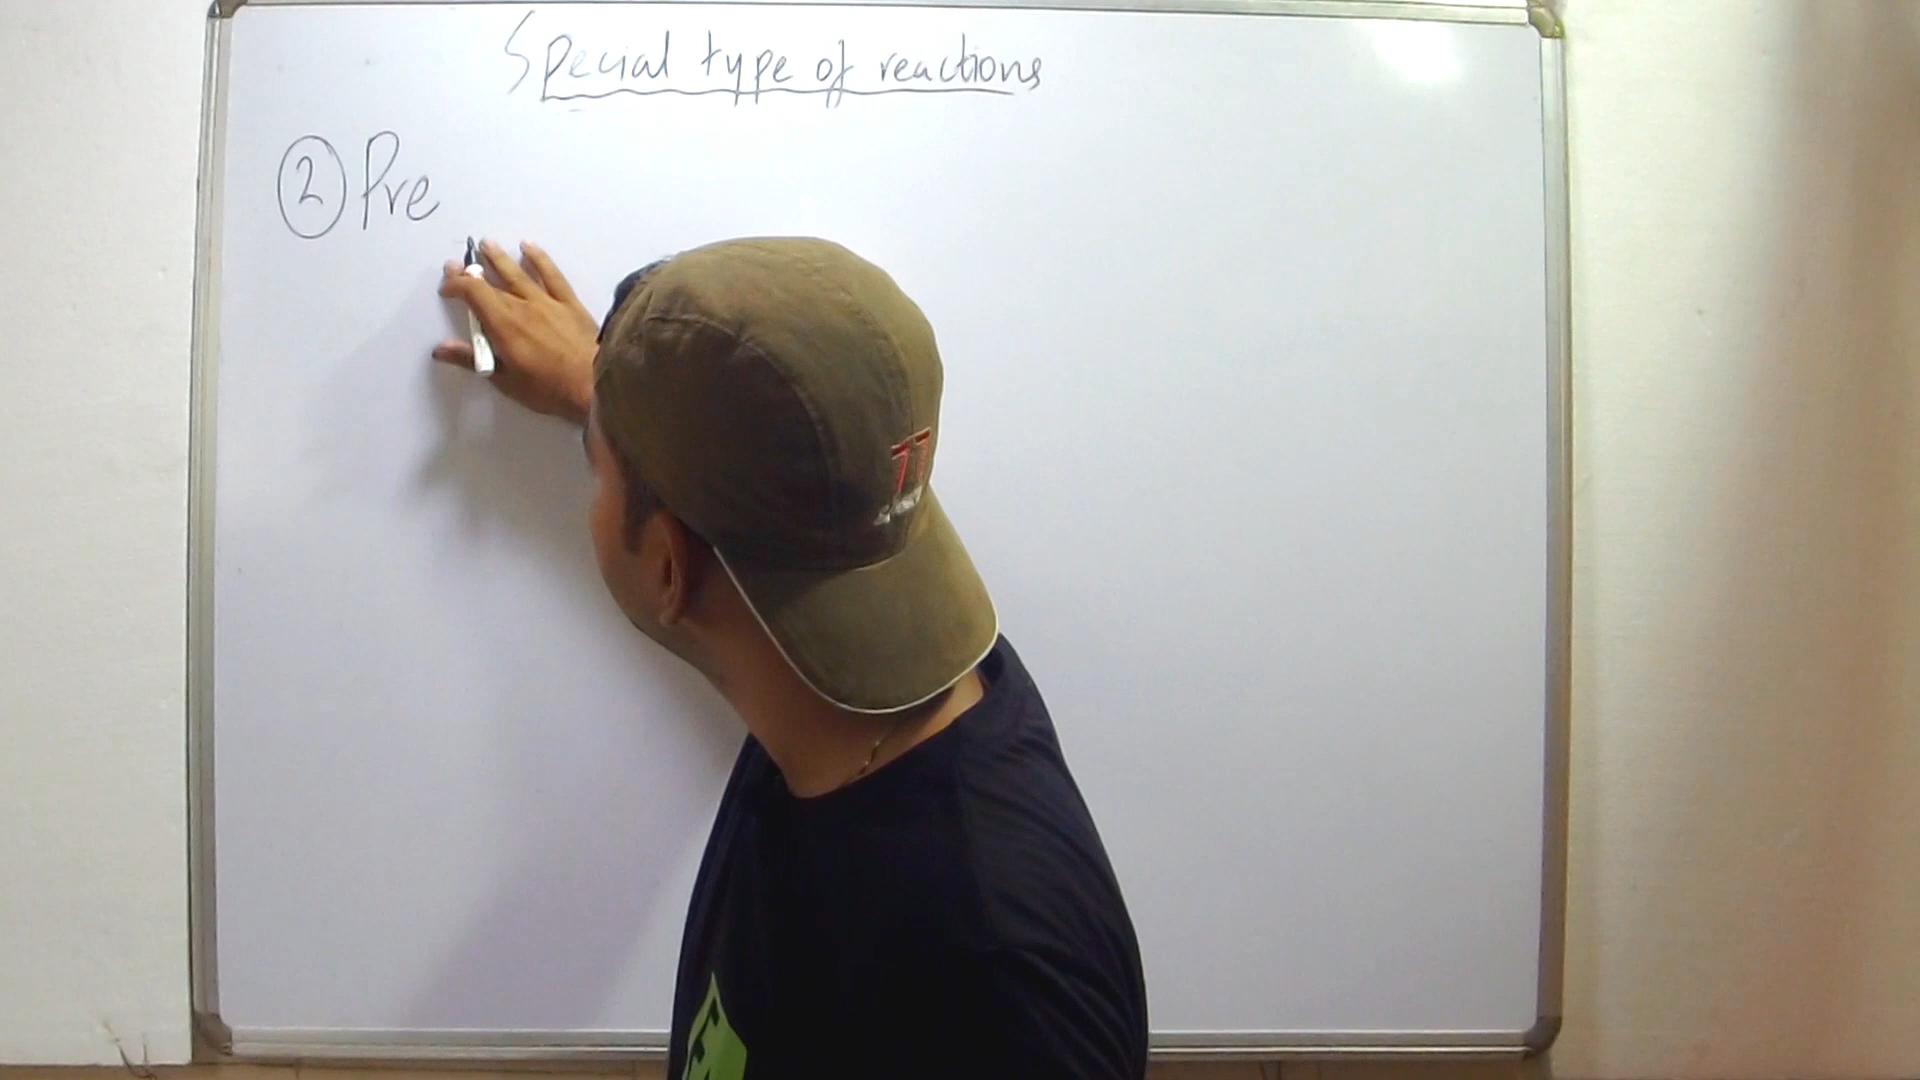 Special type of reactions
② Pre